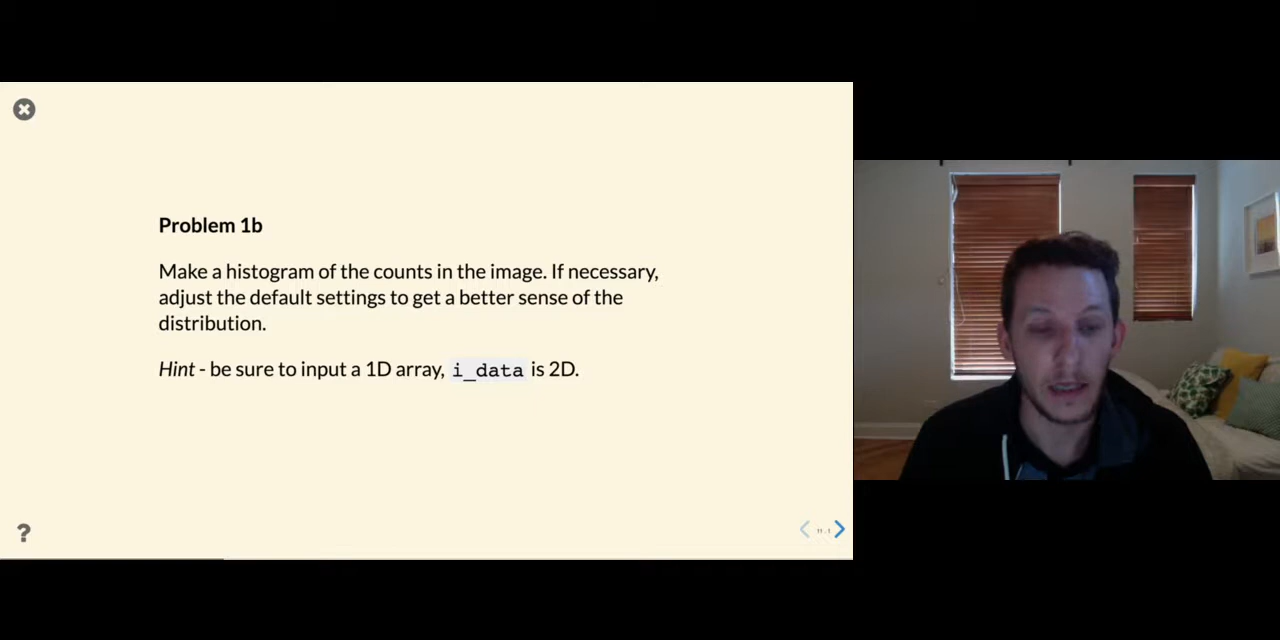 Problem 1b
Make a histogram of the counts in the image. If necessary,
adjust the default settings to get a better sense of the
distribution.
Hint - be sure to input a 1D array, i_data is 2D.
?